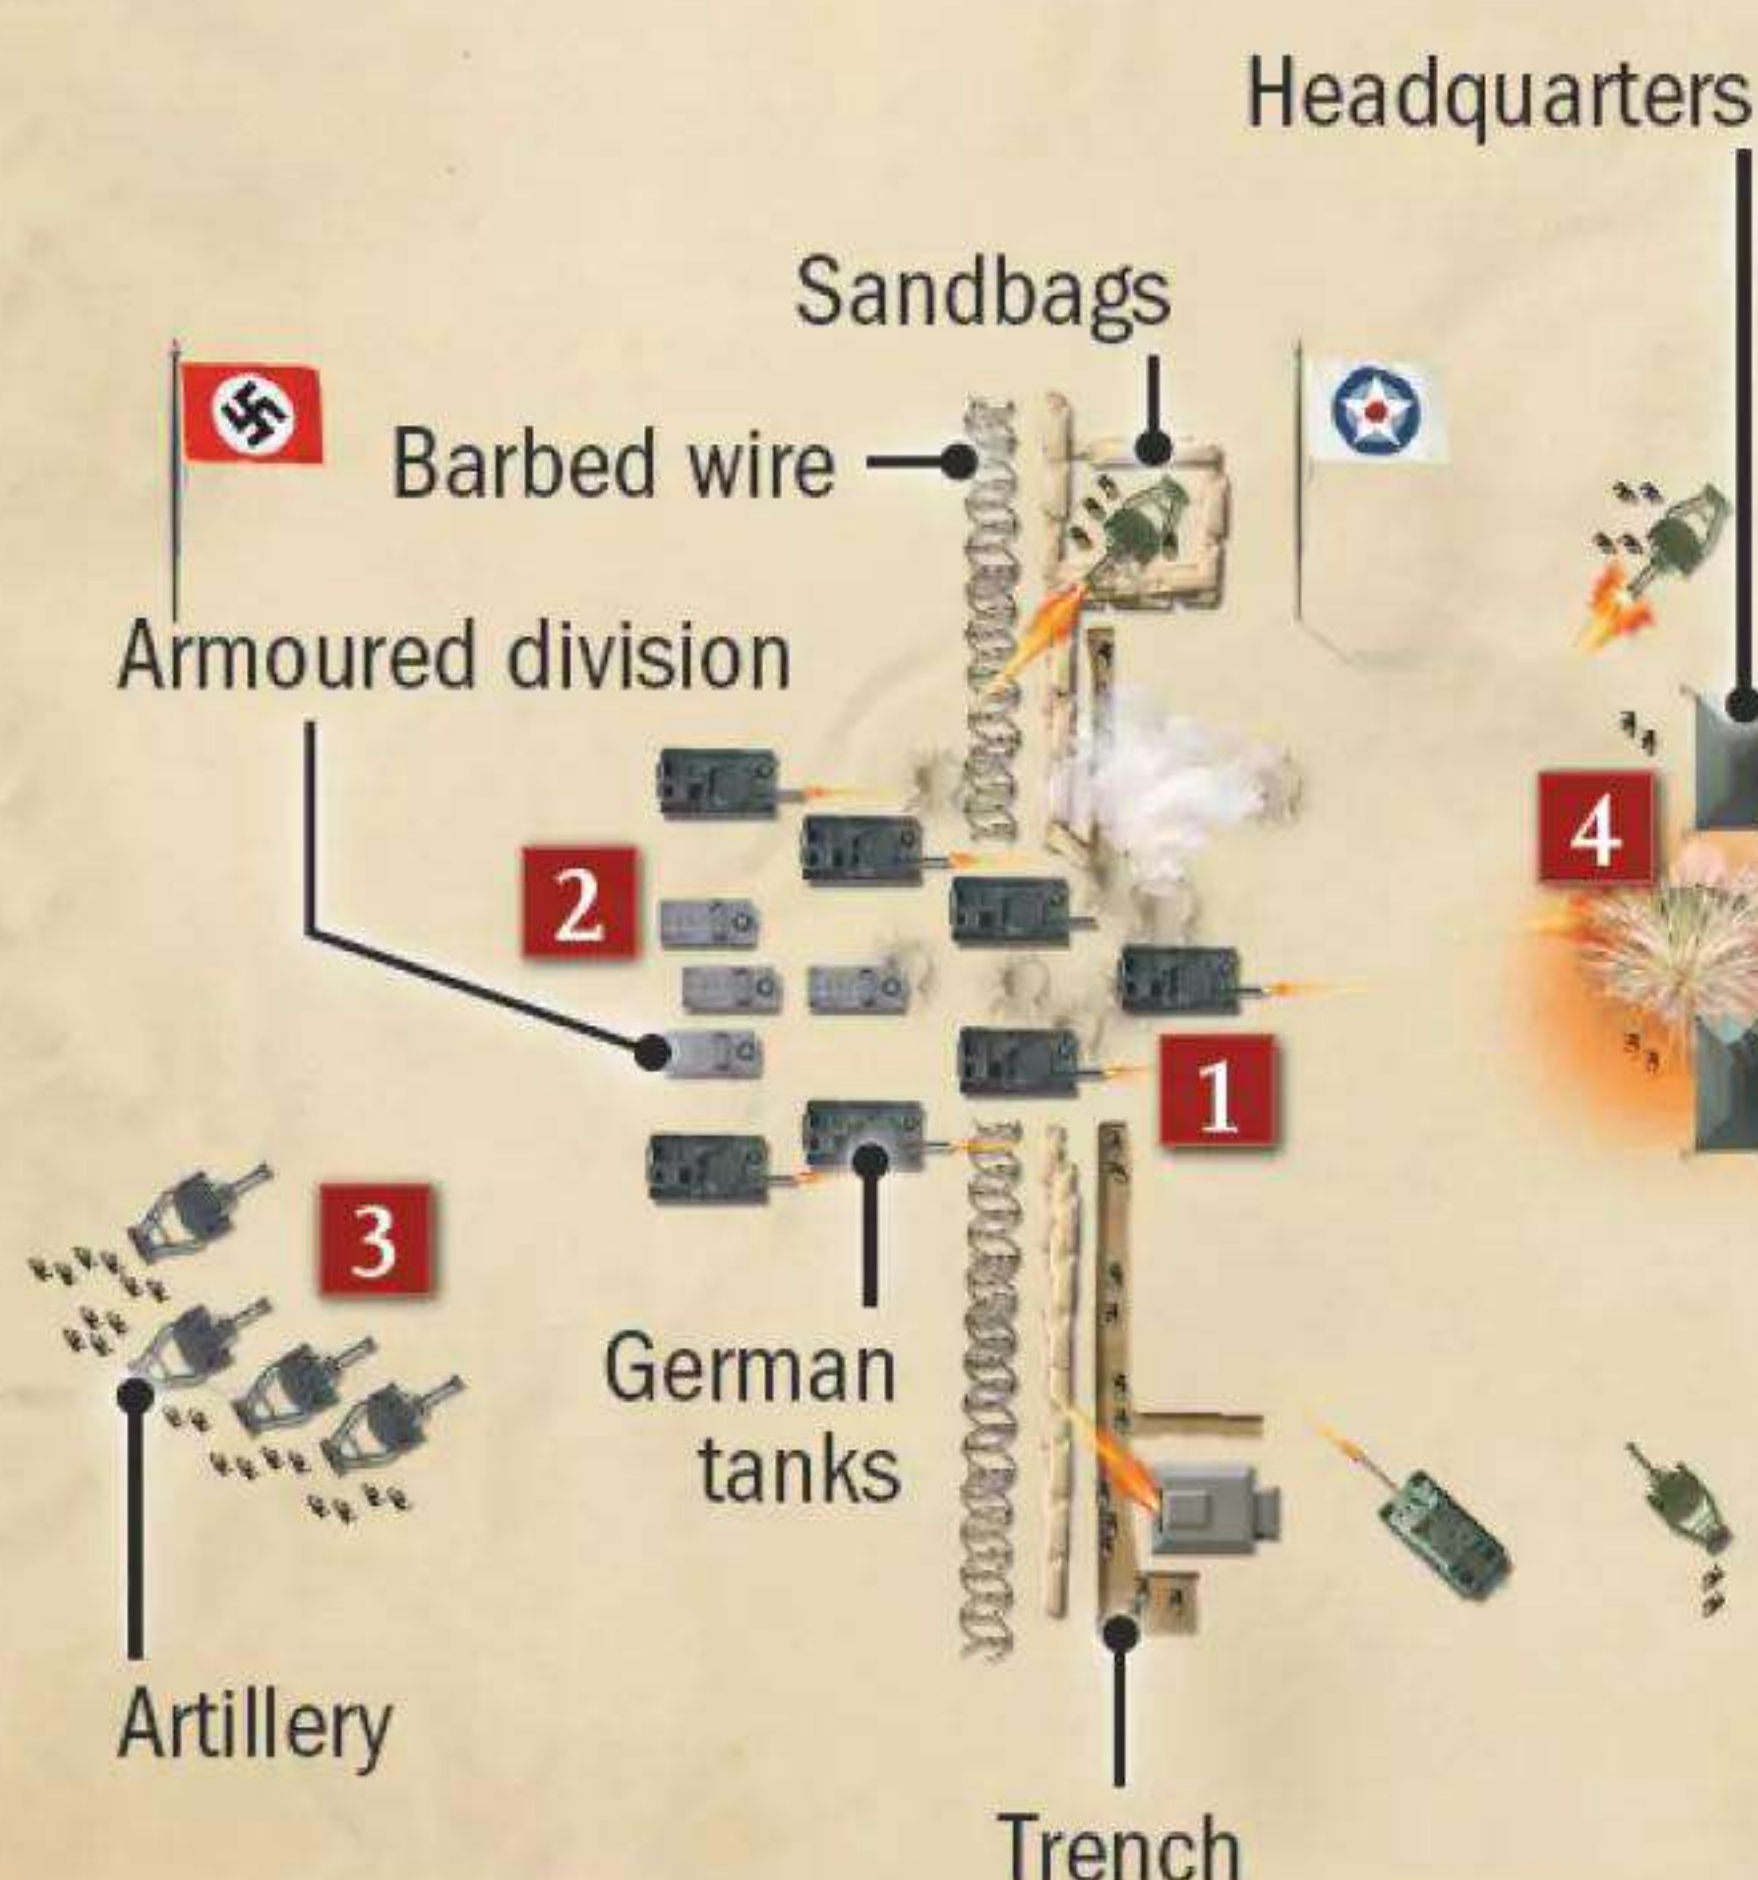 Headquarters
Sandbags
Barbed wire
Armoured division
4
2
1
3
German
tanks
Artillery
Trench